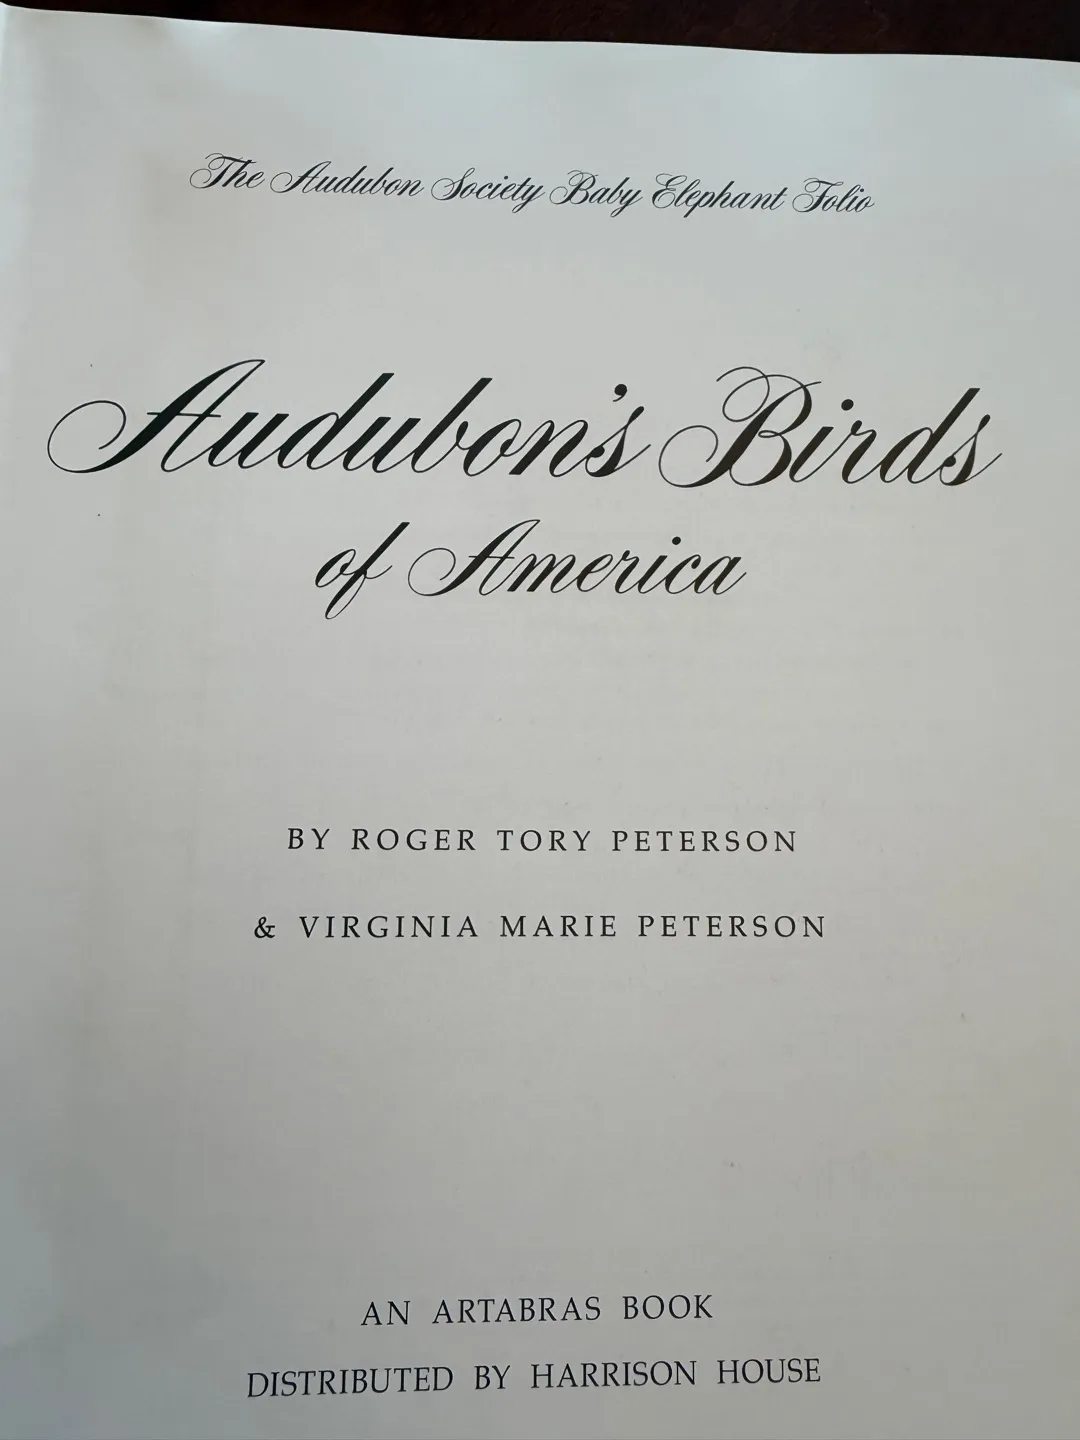 The Audubon Society Baby Elephant Folio
Audubon's Birds
of America
BY ROGER TORY PETERSON
& VIRGINIA MARIE PETERSON
AN ARTABRAS BOOK
DISTRIBUTED BY HARRISON HOUSE